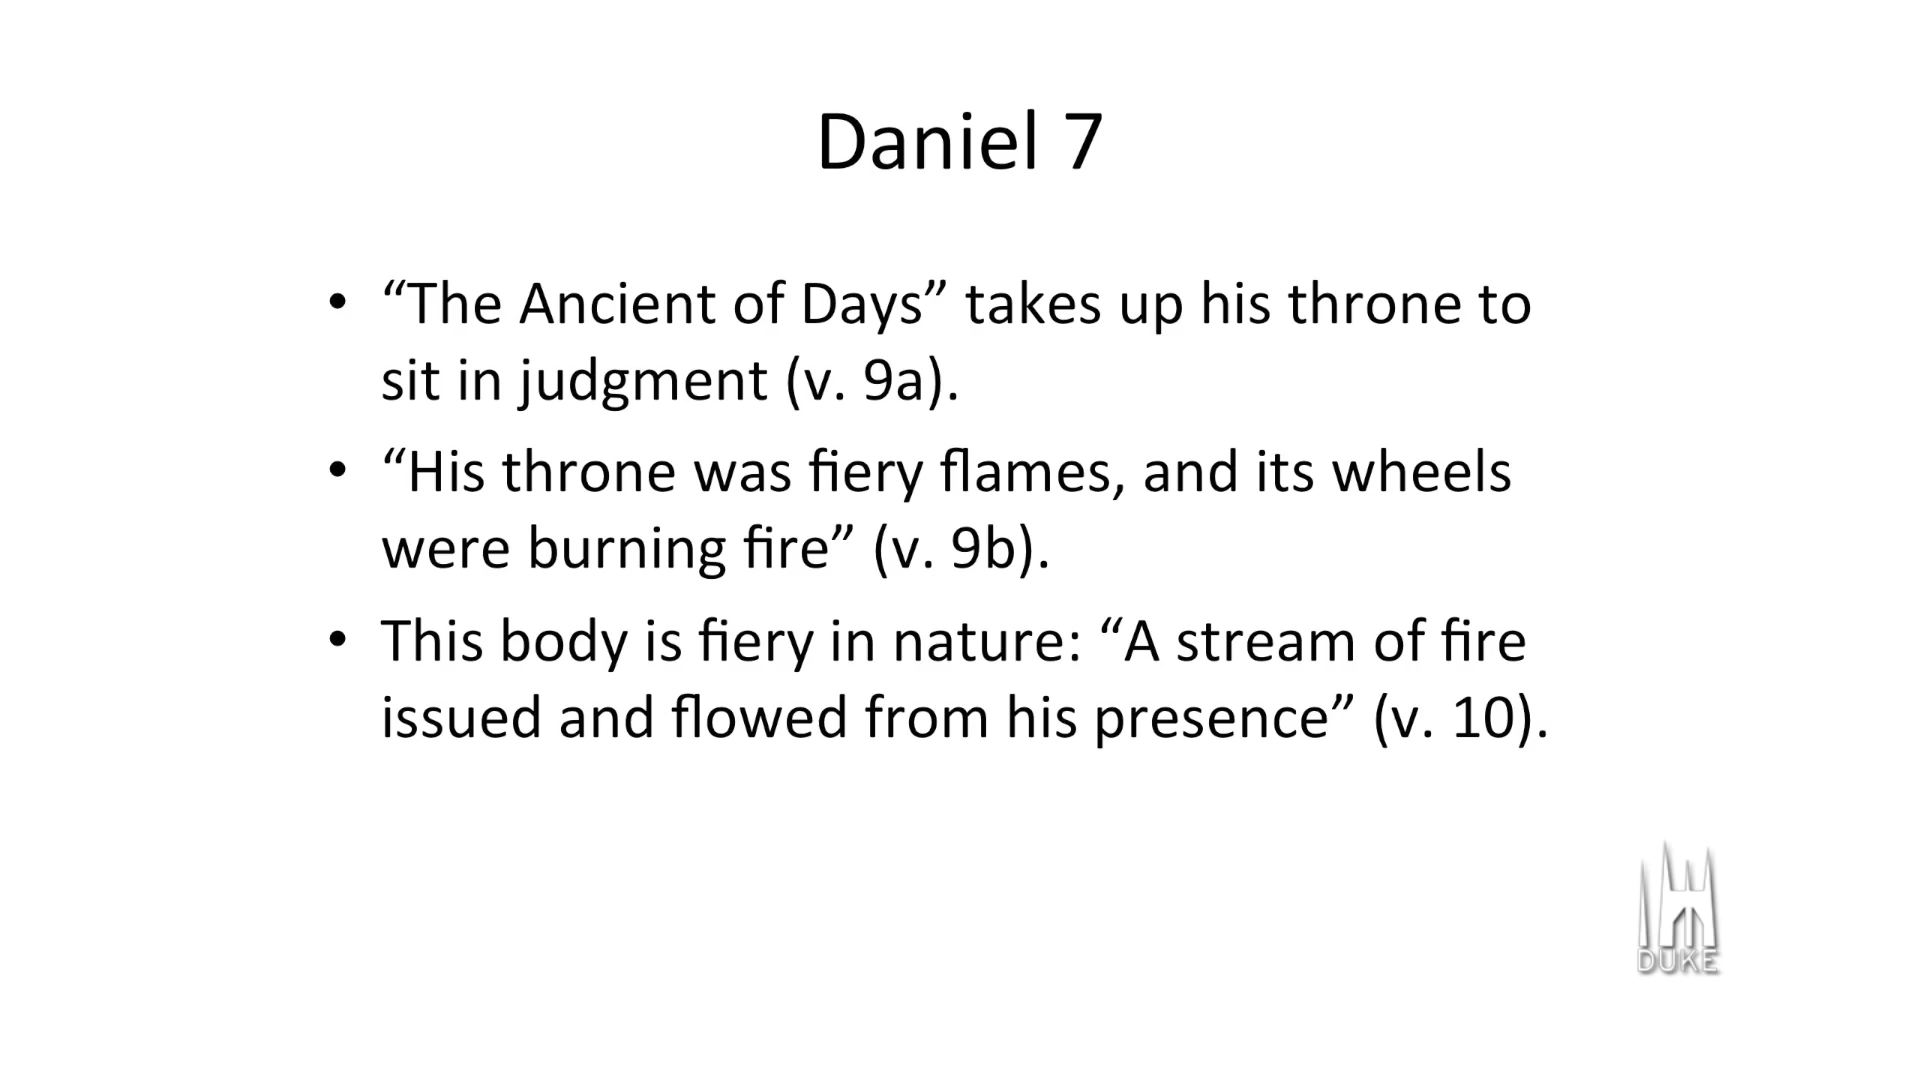 Daniel 7
• “The Ancient of Days” takes up his throne to
sit in judgment (v. 9a).
• “His throne was fiery flames, and its wheels
were burning fire” (v. 9b).
• This body is fiery in nature: “A stream of fire
issued and flowed from his presence” (v. 10).
DUKE